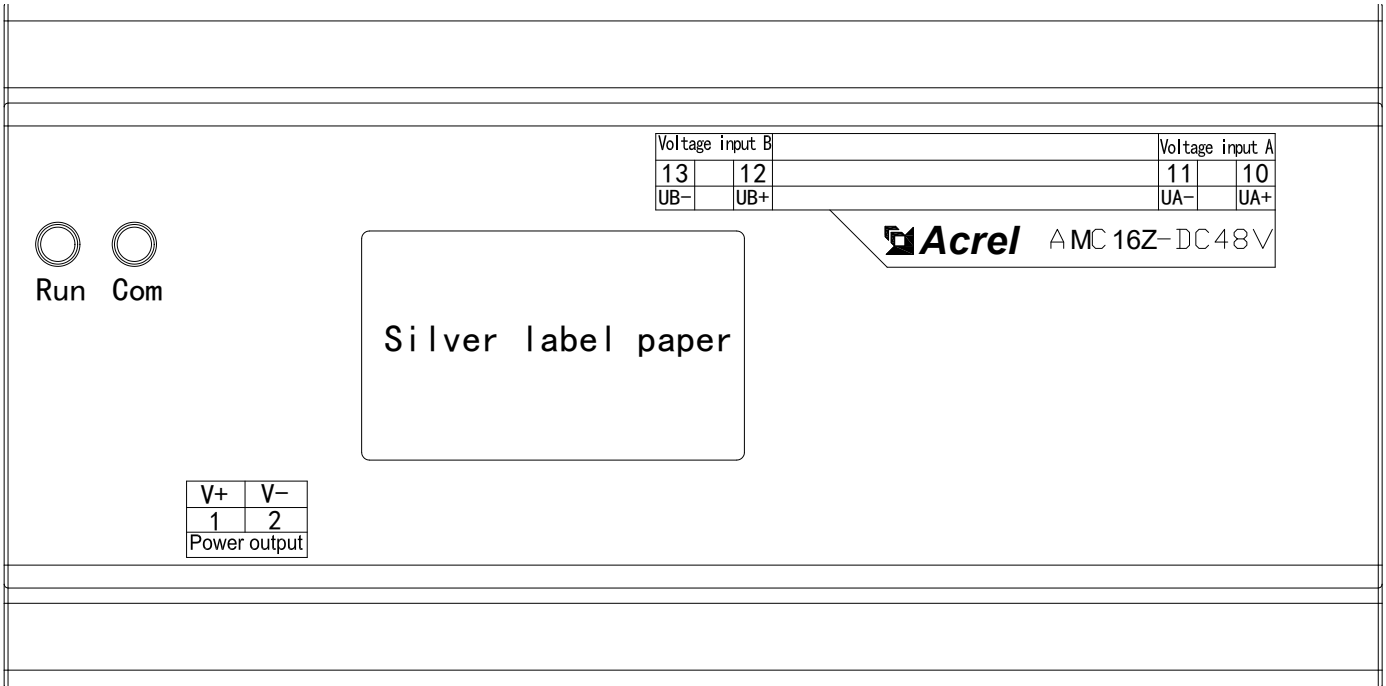 Voltage input B Voltage input A
13 12 11 10
UB- UB+ UA- UA+
Acrel AMC16Z-DC48V
Run Com
Silver label paper
V+ V-
1 2
Power output